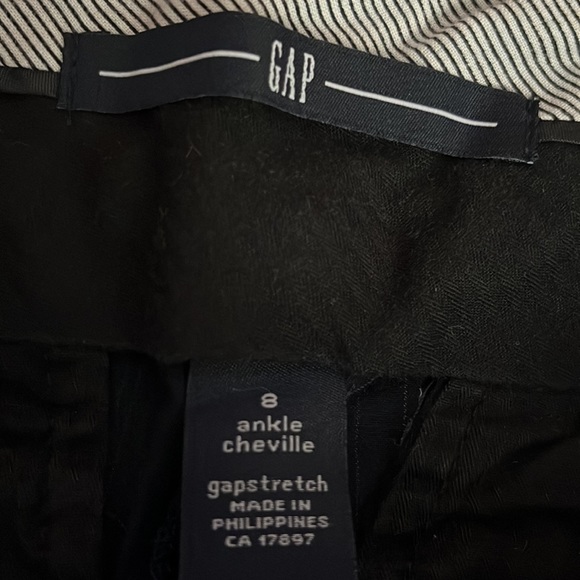 GAP
8
ankle
cheville
gapstretch
MADE IN
PHILIPPINES
CA 17897